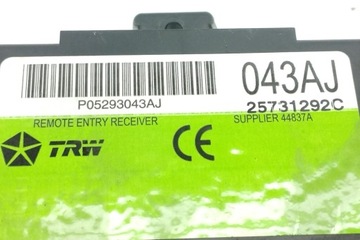 043AJ
P05293043AJ
25731292C
REMOTE ENTRY RECEIVER
SUPPLIER 44837A
TRW
CE